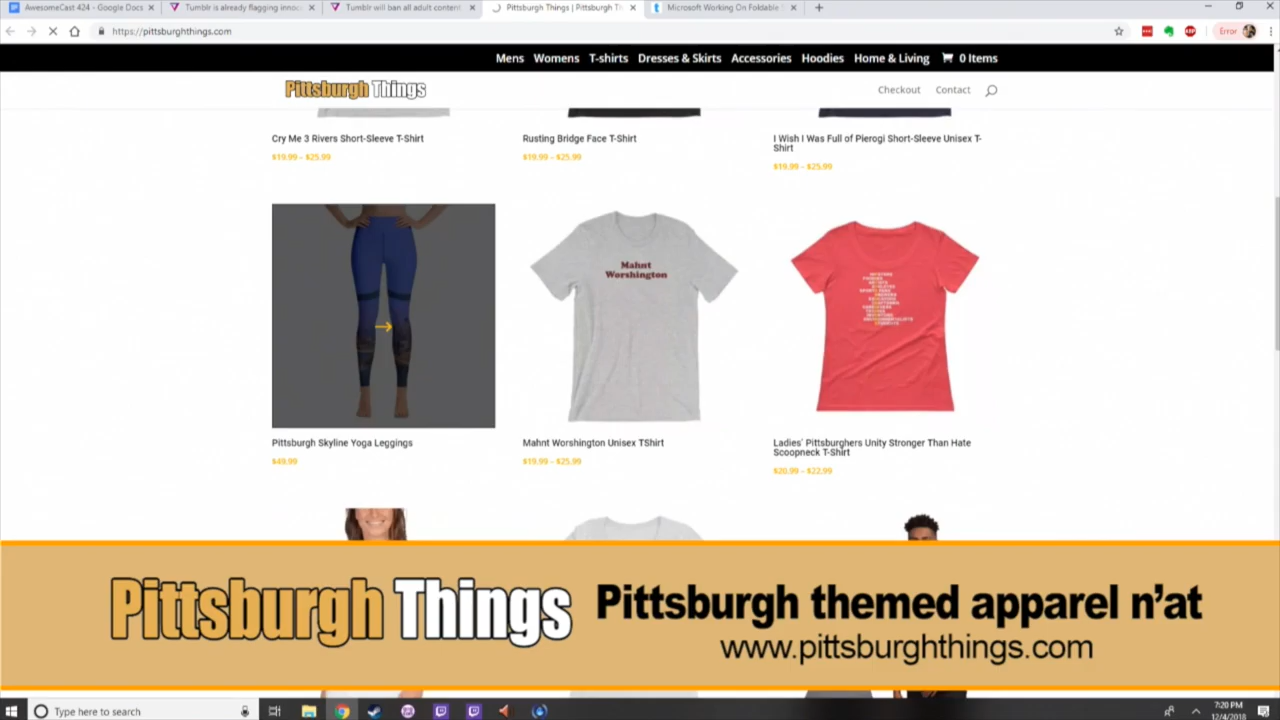 AwesomeCast 424 - Google Docs
Tumblr is already flagging innoc
Tumblr will ban all adult content
Pittsburgh Things | Pittsburgh T
Microsoft Working On Foldable
https://pittsburghthings.com
Error
Mens Womens T-shirts Dresses & Skirts Accessories Hoodies Home & Living 0 Items
Pittsburgh Things
Checkout Contact
Cry Me 3 Rivers Short-Sleeve T-Shirt
$19.99 – $25.99
Rusting Bridge Face T-Shirt
$19.99 – $25.99
I Wish I Was Full of Pierogi Short-Sleeve Unisex T-
Shirt
$19.99 – $25.99
Mahnt
Worshington
Pittsburgh Skyline Yoga Leggings
$49.99
Mahnt Worshington Unisex TShirt
$19.99 – $25.99
Ladies' Pittsburghers Unity Stronger Than Hate
Scoopneck T-Shirt
$20.99 – $22.99
Pittsburgh Things
Pittsburgh themed apparel n'at
www.pittsburghthings.com
Type here to search
7:20 PM
12/4/2018